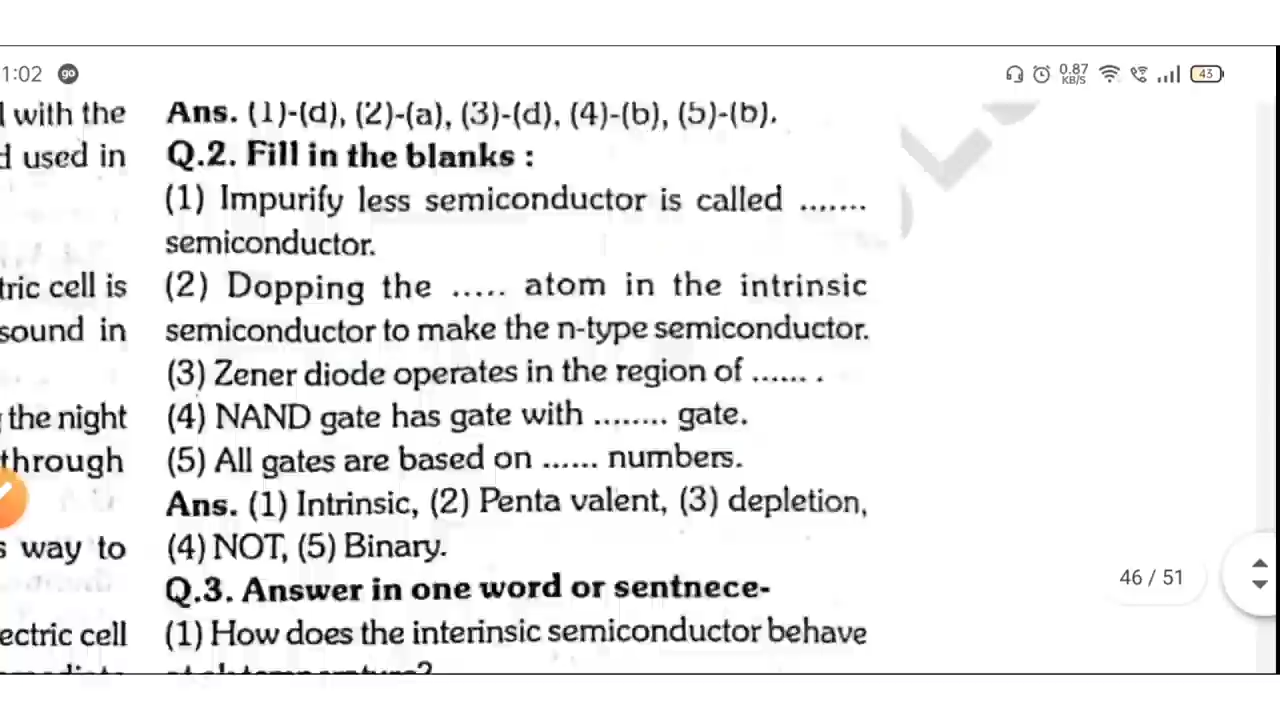 1:02 go 0.87 KB/S 43
with the
used in
tric cell is
sound in
the night
through
way to
ectric cell
Ans. (1)-(d), (2)-(a), (3)-(d), (4)-(b), (5)-(b).
Q.2. Fill in the blanks :
(1) Impurify less semiconductor is called .......
semiconductor.
(2) Dopping the ..... atom in the intrinsic
semiconductor to make the n-type semiconductor.
(3) Zener diode operates in the region of ...... .
(4) NAND gate has gate with ........ gate.
(5) All gates are based on ...... numbers.
Ans. (1) Intrinsic, (2) Penta valent, (3) depletion,
(4) NOT, (5) Binary.
Q.3. Answer in one word or sentnece-
(1) How does the interinsic semiconductor behave
46 / 51